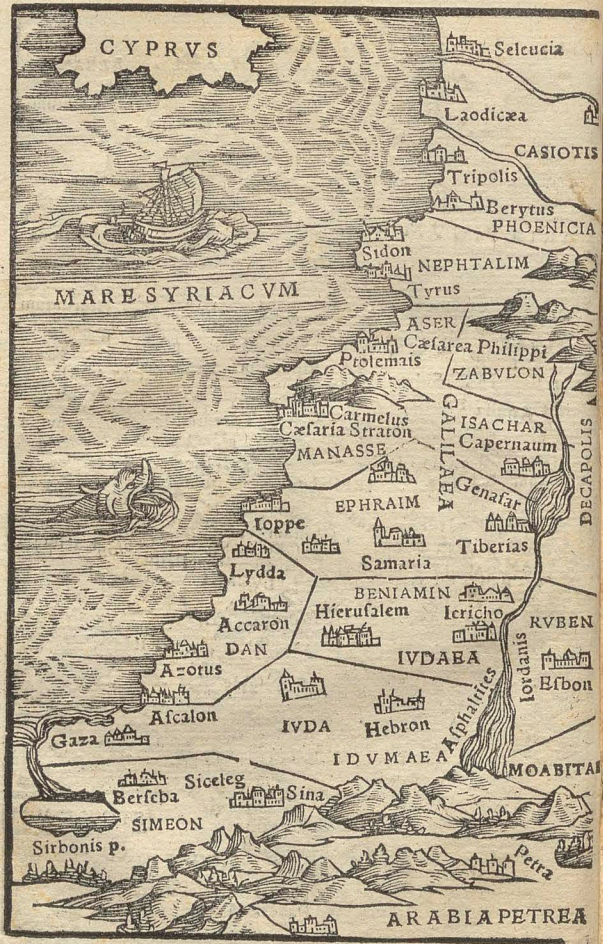 CYPRVS
Seleucia
Laodicæa
CASIOTIS
Tripolis
Berytus
PHOENICIA
Sidon
NEPHTALIM
Tyrus
MARE SYRIACVM
ASER
Cæsarea Philippi
Ptolemais
ZABVLON
Carmelus
Cæsaria Straton
GALILAEA
ISACHAR
Capernaum
DECAPOLIS
MANASSE
Genasar
EPHRAIM
Ioppe
Samaria
Tiberias
Lydda
BENIAMIN
Hierusalem
Iericho
RVBEN
Accaron
DAN
IVDAEA
Iordanis
Esbon
Azotus
Ascalon
IVDA
Hebron
Asphaltites
Gaza
IDVMAEA
MOABITAE
Berseba
Siceleg
Sina
SIMEON
Sirbonis p.
Petra
ARABIA PETREA